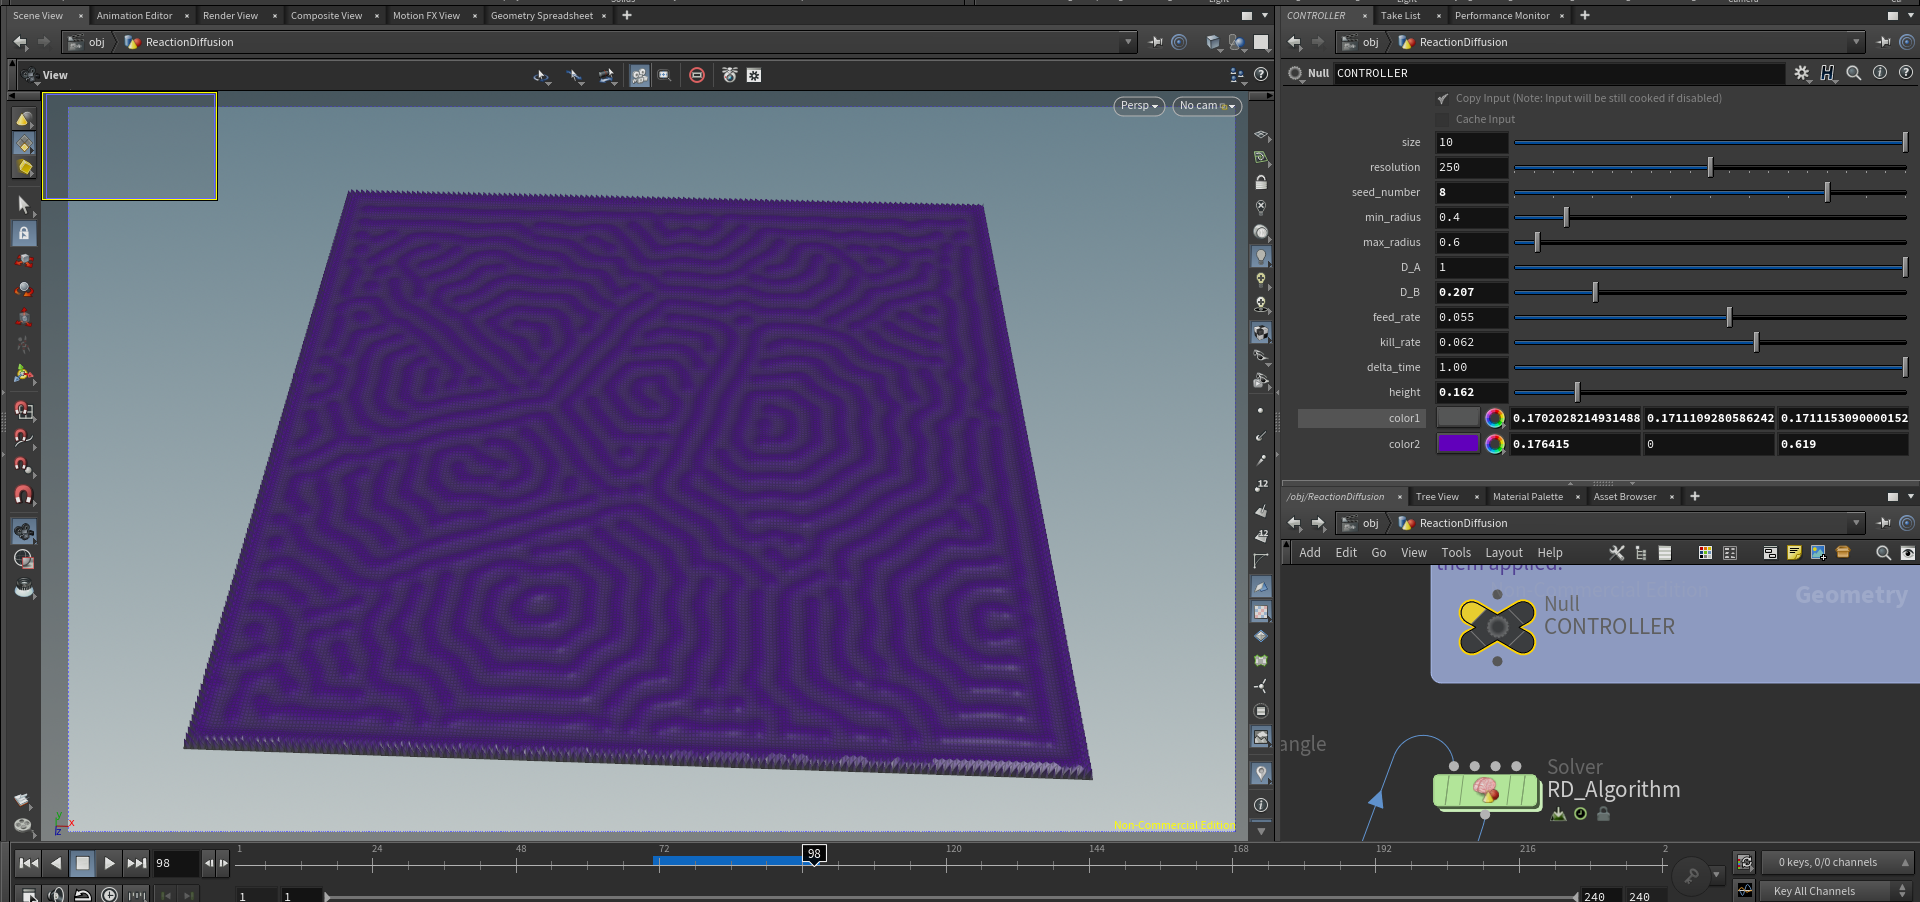 Scene View × Animation Editor × Render View × Composite View × Motion FX View × Geometry Spreadsheet ×
obj ReactionDiffusion
View
Persp
No cam
Non-Commercial Edition
CONTROLLER × Take List × Performance Monitor ×
obj ReactionDiffusion
Null CONTROLLER
Copy Input (Note: Input will be still cooked if disabled)
Cache Input
size 10
resolution 250
seed_number 8
min_radius 0.4
max_radius 0.6
D_A 1
D_B 0.207
feed_rate 0.055
kill_rate 0.062
delta_time 1.00
height 0.162
color1 0.1702028214931488 0.1711109280586242 0.1711153090000152
color2 0.176415 0 0.619
/obj/ReactionDiffusion × Tree View × Material Palette × Asset Browser ×
obj ReactionDiffusion
Add Edit Go View Tools Layout Help
them applied.
Geometry
Null
CONTROLLER
angle
Solver
RD_Algorithm
98
1 24 48 72 98 120 144 168 192 216 2
0 keys, 0/0 channels
1 1 240 240
Key All Channels